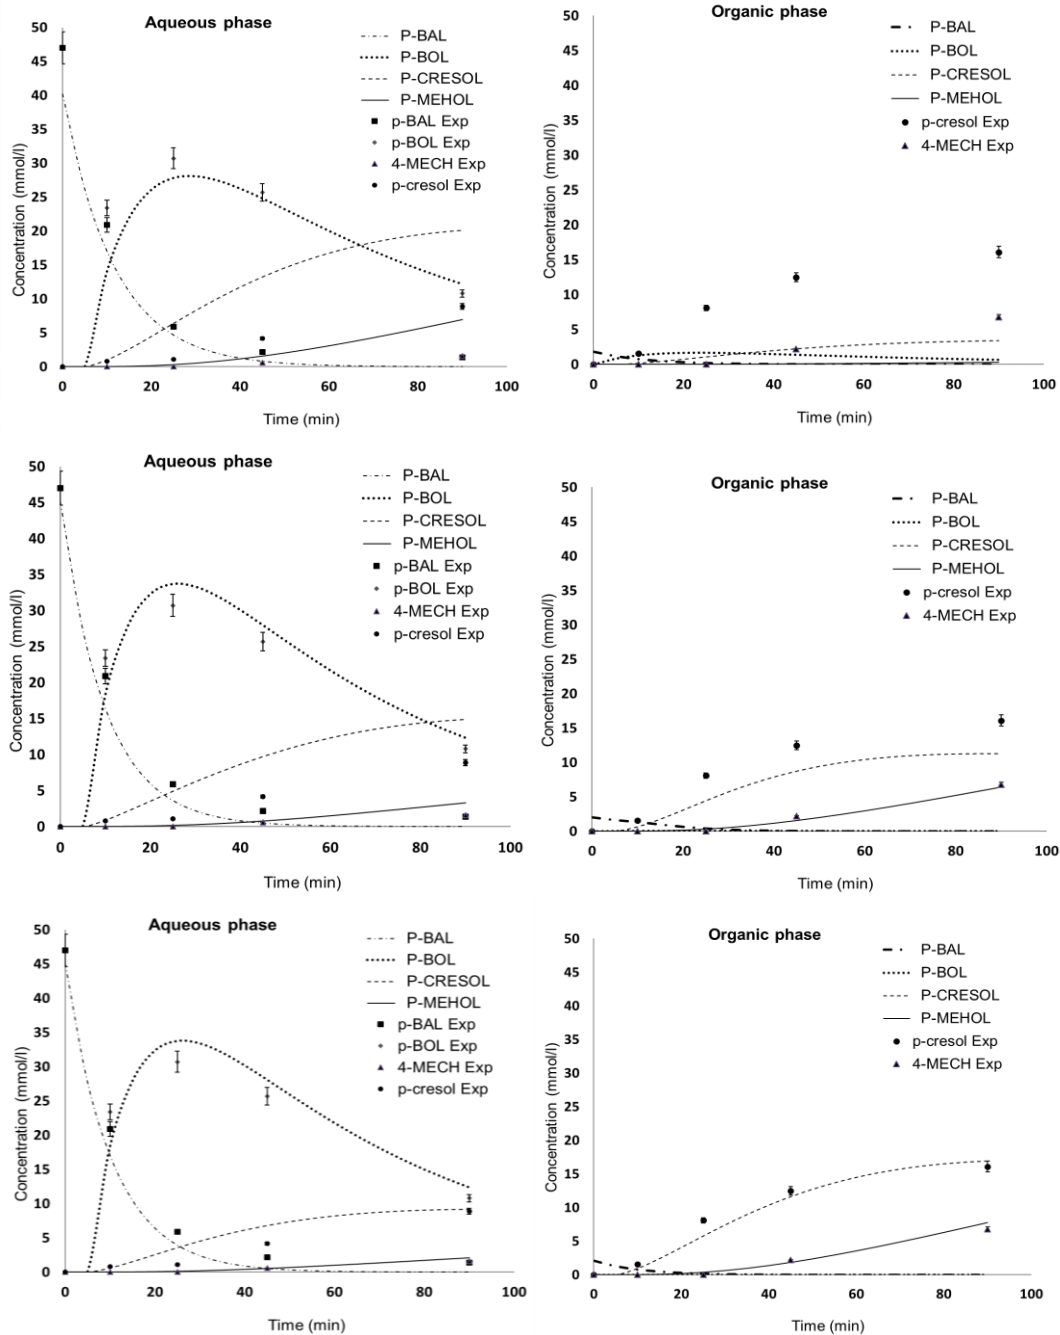 Aqueous phase
P-BAL
P-BOL
P-CRESOL
P-MEHOL
p-BAL Exp
p-BOL Exp
4-MECH Exp
p-cresol Exp
Concentration (mmol/l)
50
45
40
35
30
25
20
15
10
5
0
0 20 40 60 80 100
Time (min)
Organic phase
P-BAL
P-BOL
P-CRESOL
P-MEHOL
p-cresol Exp
4-MECH Exp
Concentration (mmol/l)
50
45
40
35
30
25
20
15
10
5
0
0 20 40 60 80 100
Time (min)
Aqueous phase
P-BAL
P-BOL
P-CRESOL
P-MEHOL
p-BAL Exp
p-BOL Exp
4-MECH Exp
p-cresol Exp
Concentration (mmol/l)
50
45
40
35
30
25
20
15
10
5
0
0 20 40 60 80 100
Time (min)
Organic phase
P-BAL
P-BOL
P-CRESOL
P-MEHOL
p-cresol Exp
4-MECH Exp
Concentration (mmol/l)
50
45
40
35
30
25
20
15
10
5
0
0 20 40 60 80 100
Time (min)
Aqueous phase
P-BAL
P-BOL
P-CRESOL
P-MEHOL
p-BAL Exp
p-BOL Exp
4-MECH Exp
p-cresol Exp
Concentration (mmol/l)
50
45
40
35
30
25
20
15
10
5
0
0 20 40 60 80 100
Time (min)
Organic phase
P-BAL
P-BOL
P-CRESOL
P-MEHOL
p-cresol Exp
4-MECH Exp
Concentration (mmol/l)
50
45
40
35
30
25
20
15
10
5
0
0 20 40 60 80 100
Time (min)